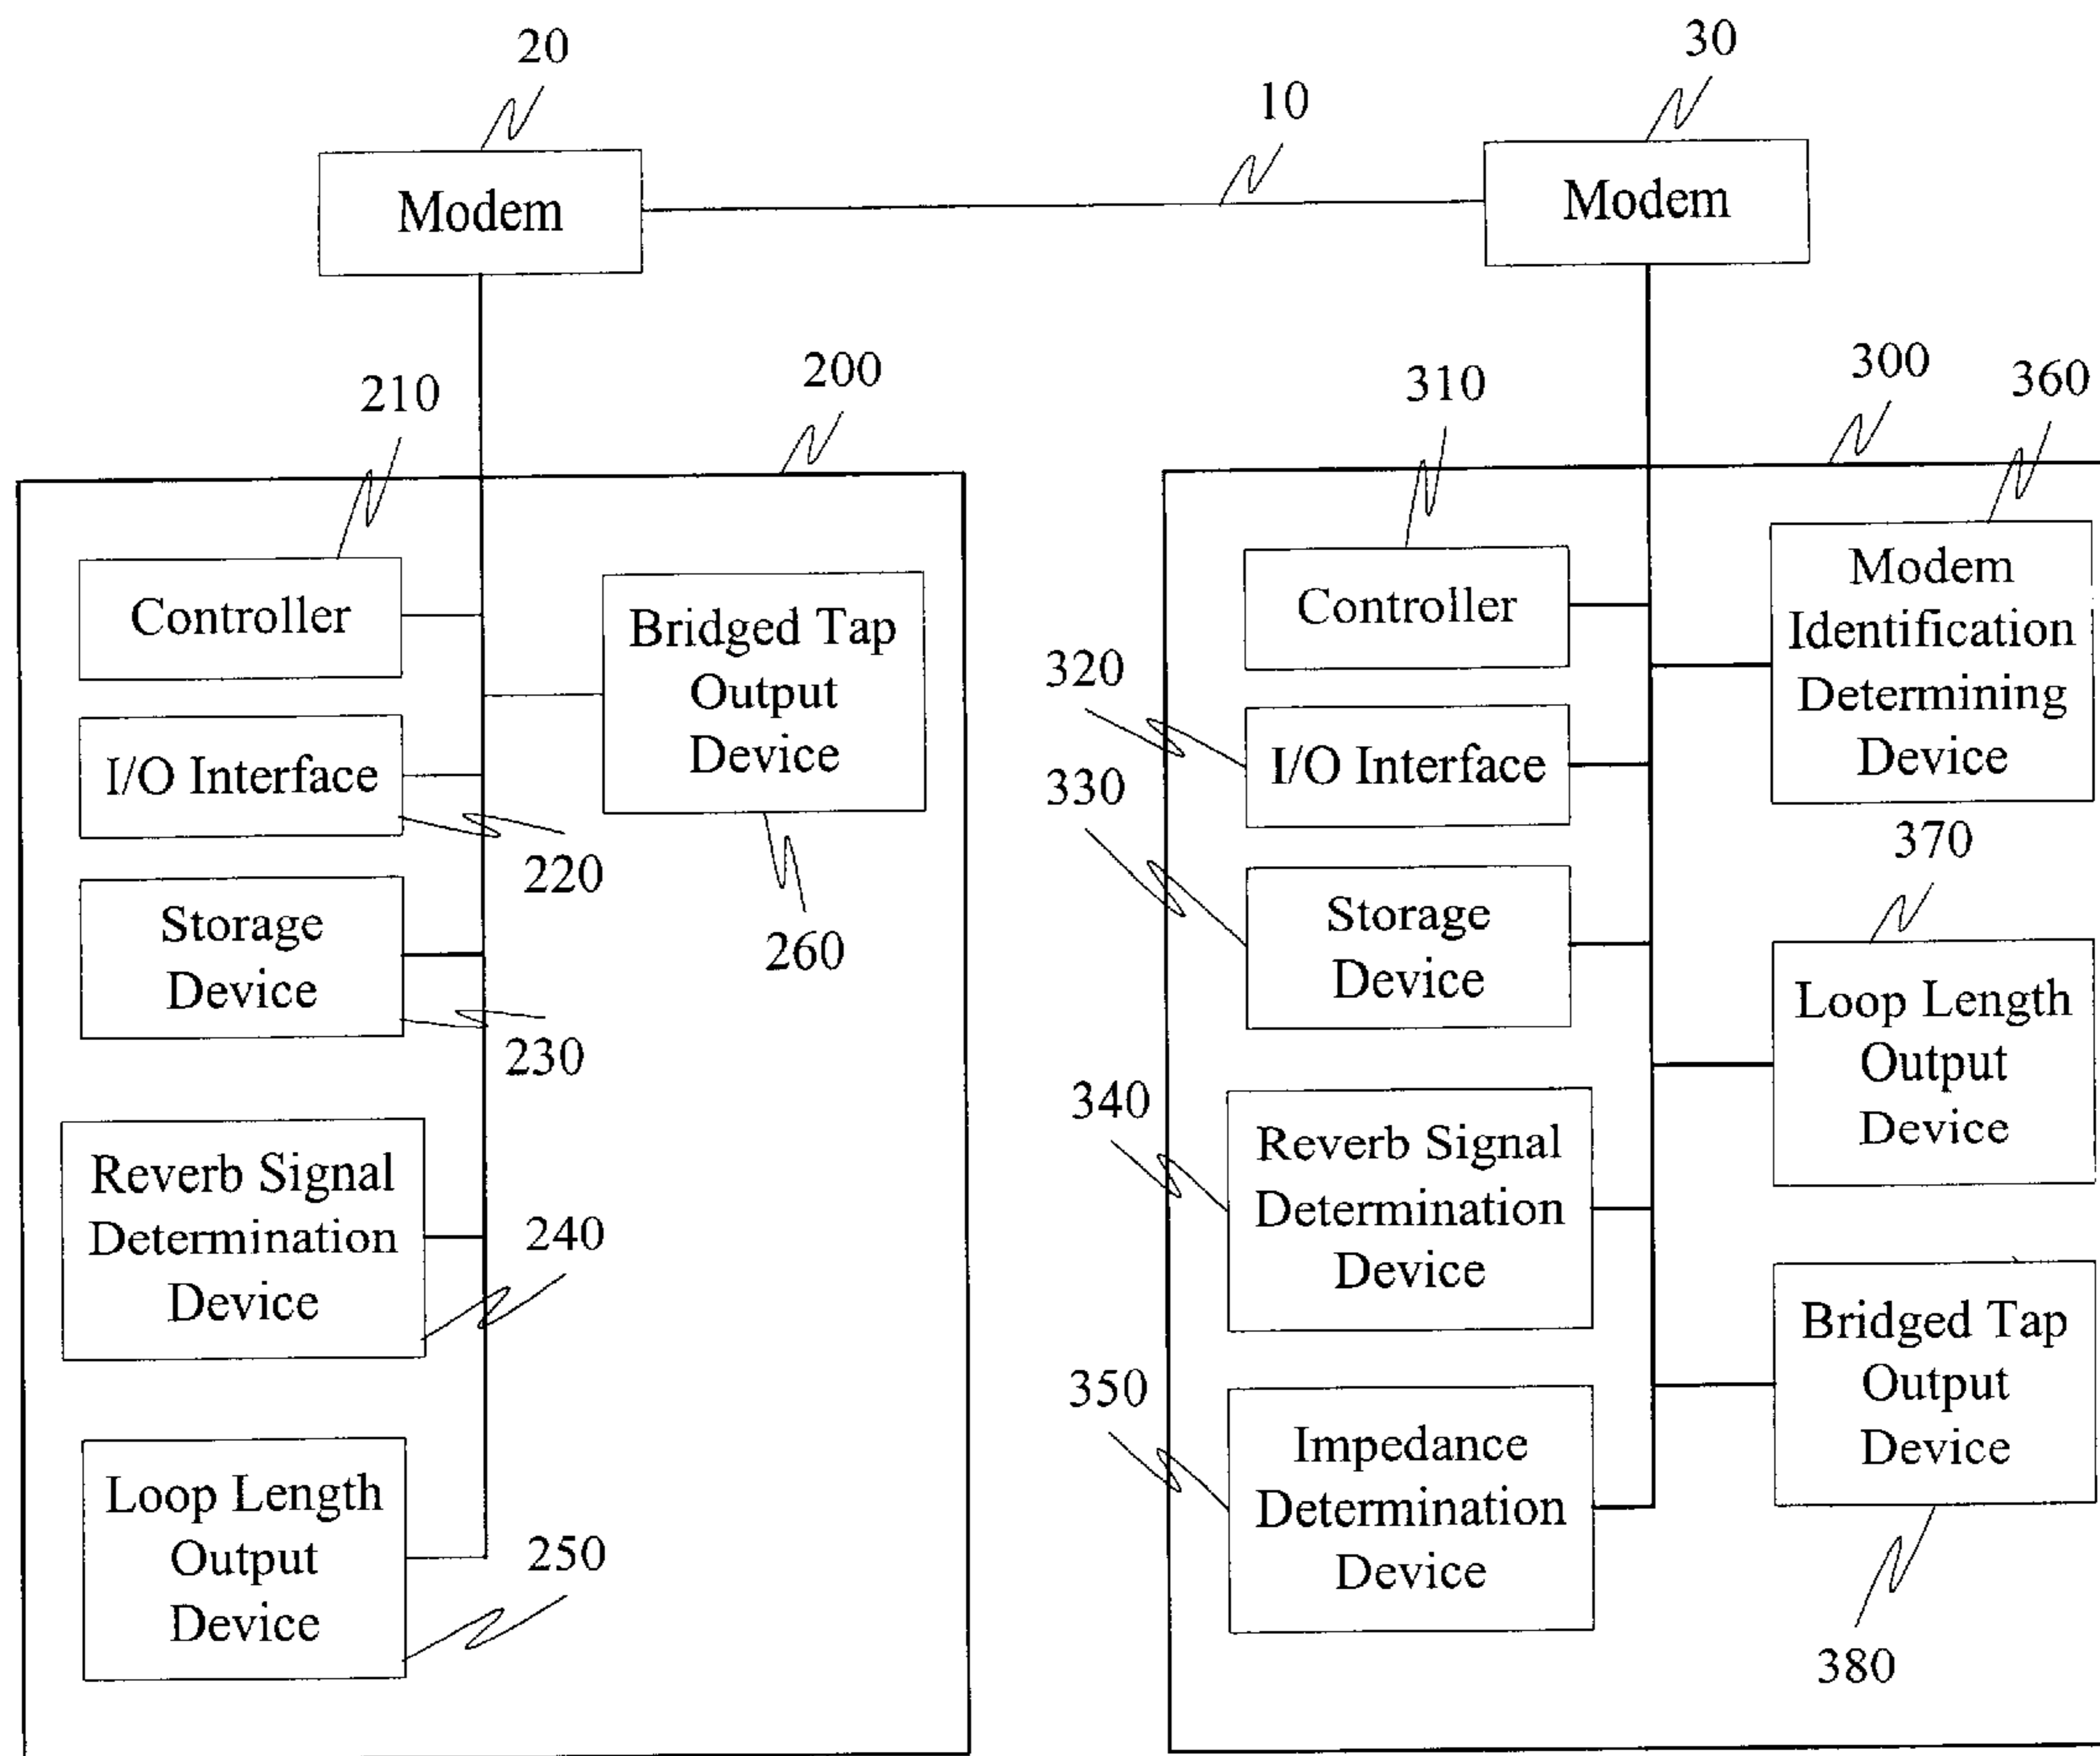 20
30
10
Modem
Modem
200
300
210
310
360
Controller
Bridged Tap
Output
Device
I/O Interface
220
260
Storage
Device
230
Reverb Signal
Determination
Device
240
Loop Length
Output
Device
250
Controller
Modem
Identification
Determining
Device
320
I/O Interface
330
370
Storage
Device
Loop Length
Output
Device
340
Reverb Signal
Determination
Device
Bridged Tap
Output
Device
350
Impedance
Determination
Device
380